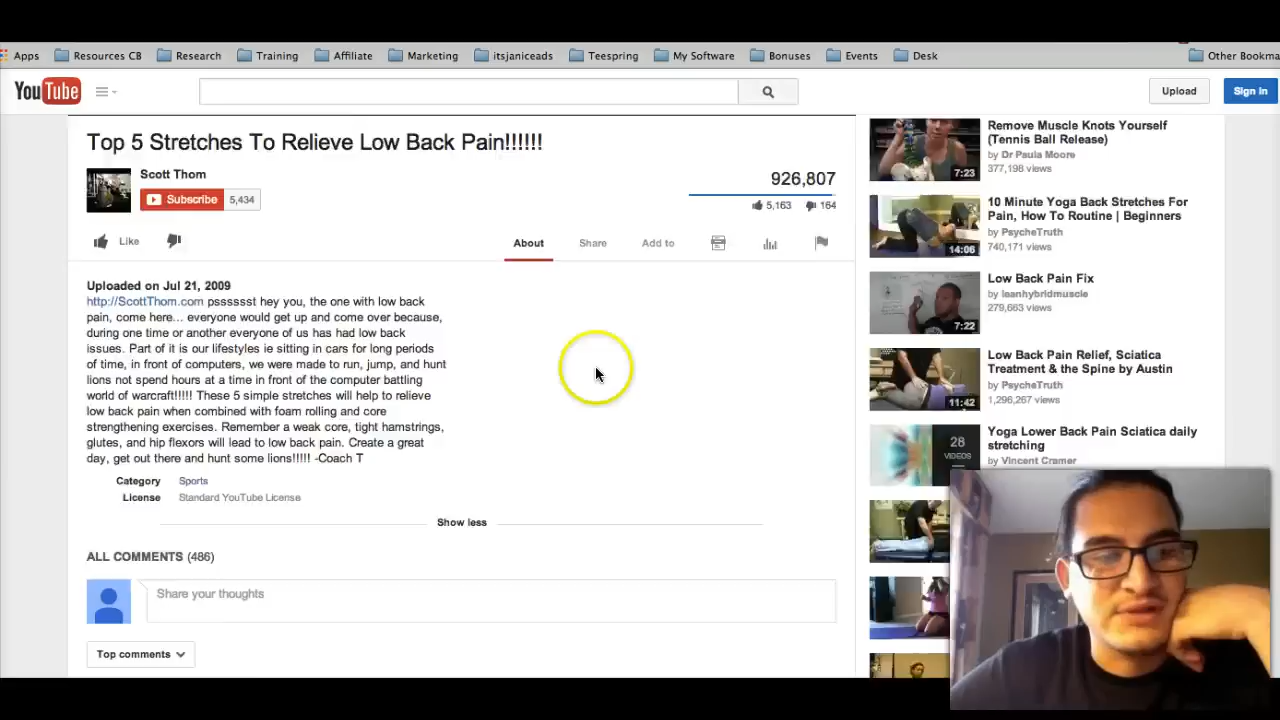 Apps Resources CB Research Training Affiliate Marketing itsjaniceads Teespring My Software Bonuses Events Desk Other Bookma
YouTube
Upload Sign In
Top 5 Stretches To Relieve Low Back Pain!!!!!!
Scott Thom
Subscribe 5,434
926,807
5,163 164
Like
About Share Add to
Uploaded on Jul 21, 2009
http://ScottThom.com psssssst hey you, the one with low back
pain, come here... everyone would get up and come over because,
during one time or another everyone of us has had low back
issues. Part of it is our lifestyles ie sitting in cars for long periods
of time, in front of computers, we were made to run, jump, and hunt
lions not spend hours at a time in front of the computer battling
world of warcraft!!!!! These 5 simple stretches will help to relieve
low back pain when combined with foam rolling and core
strengthening exercises. Remember a weak core, tight hamstrings,
glutes, and hip flexors will lead to low back pain. Create a great
day, get out there and hunt some lions!!!!! -Coach T
Category Sports
License Standard YouTube License
Show less
ALL COMMENTS (486)
Share your thoughts
Top comments
Remove Muscle Knots Yourself
(Tennis Ball Release)
by Dr Paula Moore
377,198 views
7:23
10 Minute Yoga Back Stretches For
Pain, How To Routine | Beginners
by PsycheTruth
740,171 views
14:06
Low Back Pain Fix
by leanhybridmuscle
279,663 views
7:22
Low Back Pain Relief, Sciatica
Treatment & the Spine by Austin
by PsycheTruth
1,296,267 views
11:42
Yoga Lower Back Pain Sciatica daily
stretching
by Vincent Cramer
28
VIDEOS